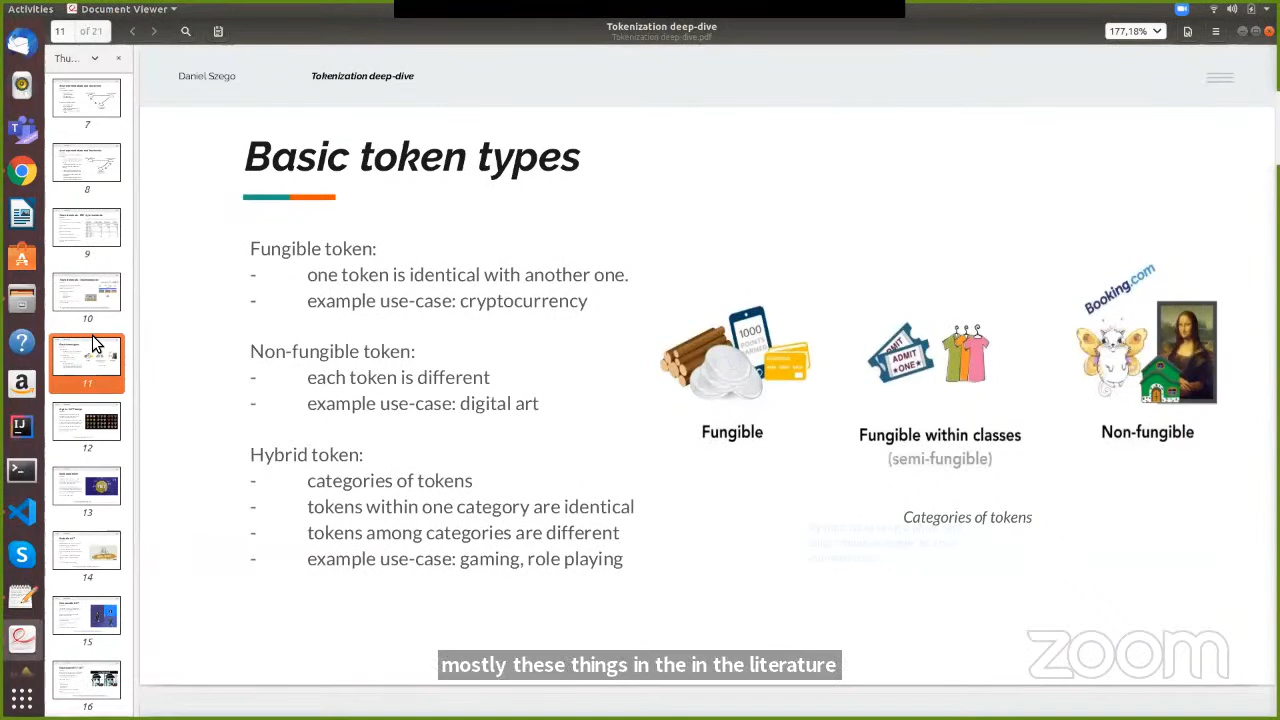 Activities
Document Viewer
11 of 21
Tokenization deep-dive
Tokenization deep-dive.pdf
177,18%
Thu...
Daniel Szego
Tokenization deep-dive
Basic token types
Fungible token:
- one token is identical with another one.
- example use-case: cryptocurrency
Non-fungible token:
- each token is different
- example use-case: digital art
Hybrid token:
- categories of tokens
- tokens within one category are identical
- tokens among categories are different
- example use-case: gaming, role playing
1000
POINTS
EARNED
ADMIT
ONE
Booking.com
Fungible
Fungible within classes
(semi-fungible)
Non-fungible
Categories of tokens
7
8
9
10
11
12
13
14
15
16
mostly these things in the in the literature
zoom